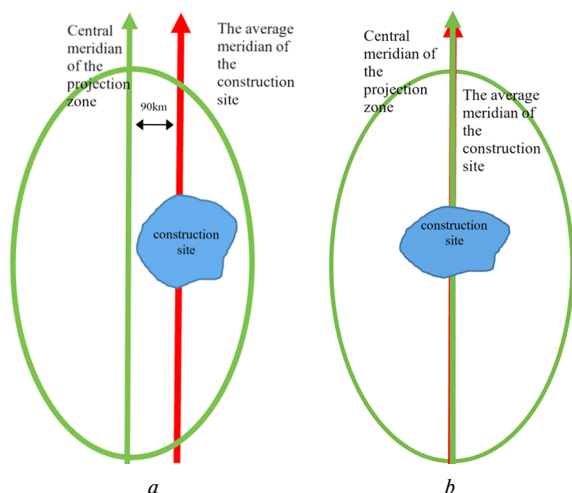 Central
meridian
of the
projection
zone
The average
meridian of
the
construction
site
90km
construction
site
a
Central
meridian of
the
projection
zone
The average
meridian of
the
construction
site
construction
site
b